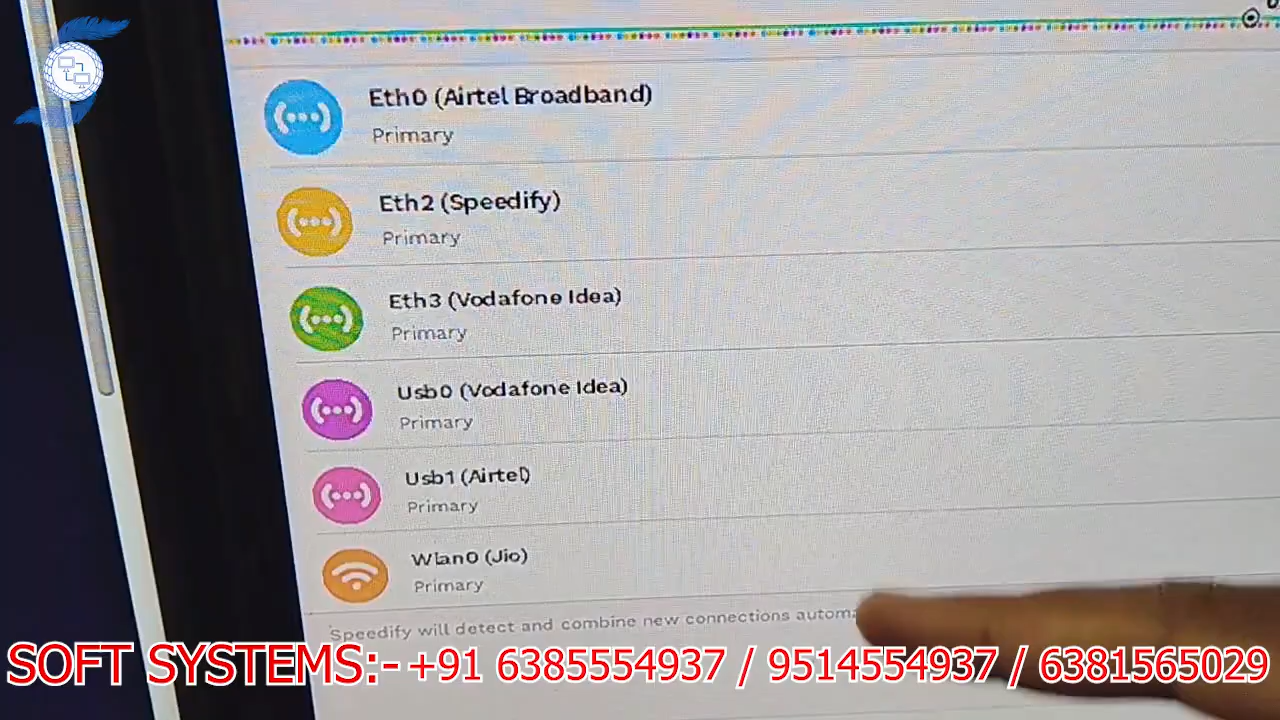 Eth0 (Airtel Broadband)
Primary
Eth2 (Speedify)
Primary
Eth3 (Vodafone Idea)
Primary
Usb0 (Vodafone Idea)
Primary
Usb1 (Airtel)
Primary
Wlan0 (Jio)
Primary
Speedify will detect and combine new connections
SOFT SYSTEMS:-+91 6385554937 / 9514554937 / 6381565029